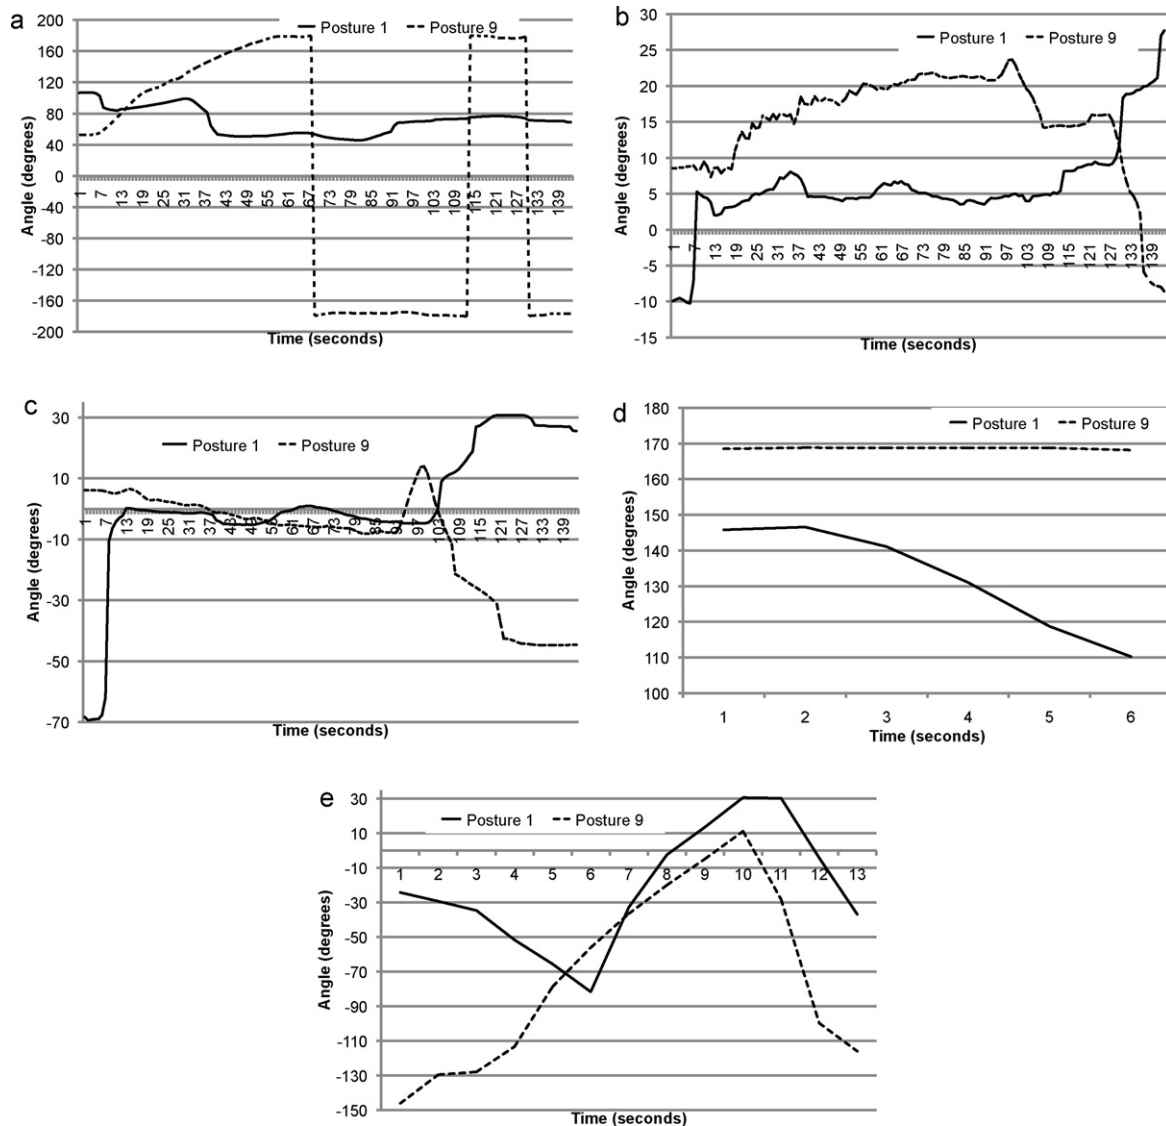 a
Posture 1
Posture 9
200
160
120
80
40
0
-40
-80
-120
-160
-200
Angle (degrees)
1 7 13 19 25 31 37 43 49 55 61 67 73 79 85 91 97 103 109 115 121 127 133 139
Time (seconds)
b
Posture 1
Posture 9
30
25
20
15
10
5
0
-5
-10
-15
Angle (degrees)
1 7 13 19 25 31 37 43 49 55 61 67 73 79 85 91 97 103 109 115 121 127 133 139
Time (seconds)
c
Posture 1
Posture 9
30
10
-10
-30
-50
-70
Angle (degrees)
1 7 13 19 25 31 37 43 49 55 61 67 73 79 85 91 97 103 109 115 121 127 133 139
Time (seconds)
d
Posture 1
Posture 9
180
170
160
150
140
130
120
110
100
Angle (degrees)
1 2 3 4 5 6
Time (seconds)
e
Posture 1
Posture 9
30
10
-10
-30
-50
-70
-90
-110
-130
-150
Angle (degrees)
1 2 3 4 5 6 7 8 9 10 11 12 13
Time (seconds)